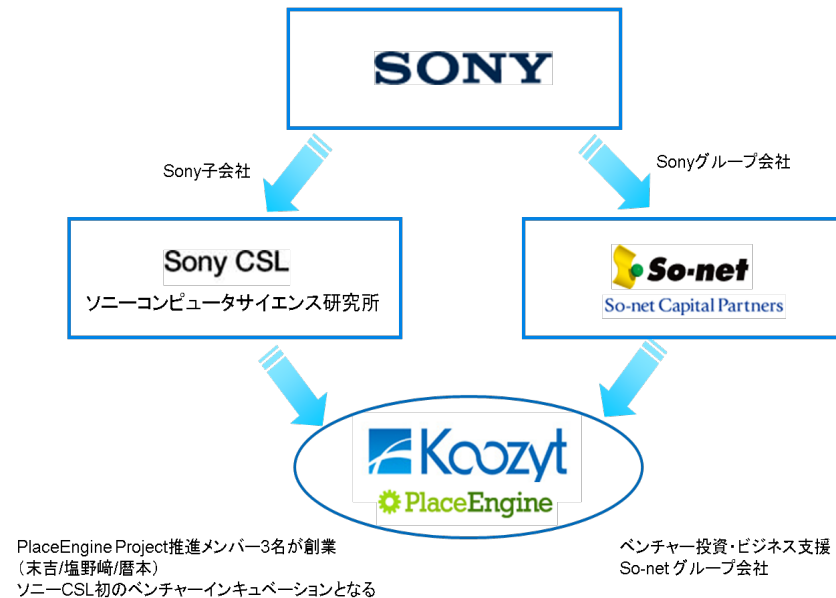 SONY
Sony子会社
Sonyグループ会社
Sony CSL
ソニーコンピュータサイエンス研究所
So-net
So-net Capital Partners
Koozyt
PlaceEngine
PlaceEngine Project推進メンバー3名が創業
（末吉/塩野﨑/暦本）
ソニーCSL初のベンチャーインキュベーションとなる
ベンチャー投資・ビジネス支援
So-netグループ会社